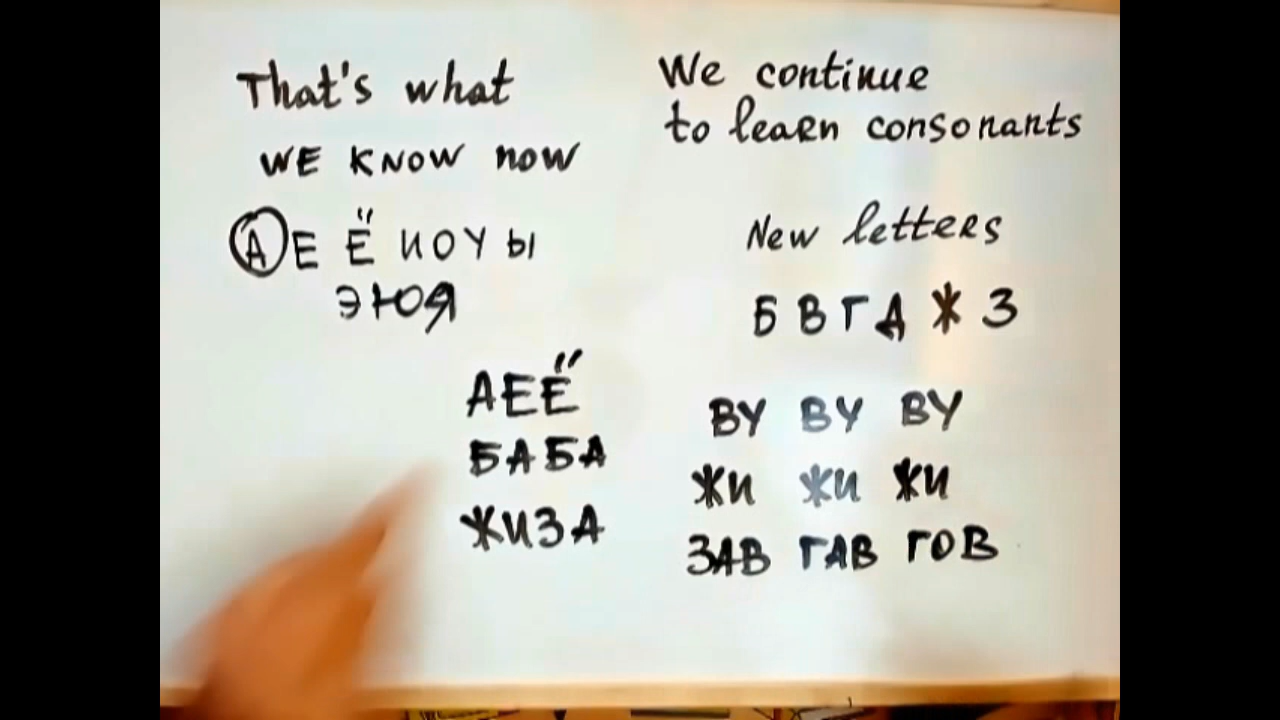 That's what
WE KNOW now
А Е Ё И О У Ы
Э Ю Я
АЕЁ
БАБА
ЖИЗА
We continue
to learn consonants
New letters
Б В Г Д Ж З
ВУ ВУ ВУ
ЖИ ЖИ ЖИ
ЗАВ ГАВ ГОВ